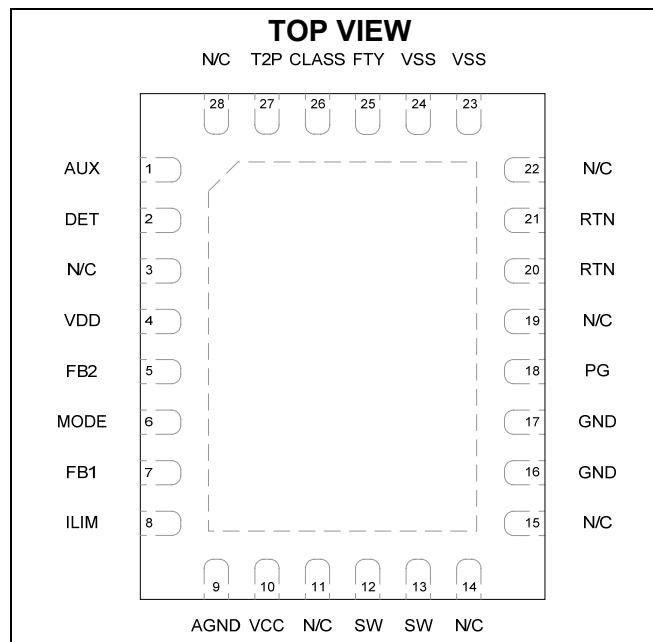 TOP VIEW
N/C T2P CLASS FTY VSS VSS
28 27 26 25 24 23
AUX 1 22 N/C
DET 2 21 RTN
N/C 3 20 RTN
VDD 4 19 N/C
FB2 5 18 PG
MODE 6 17 GND
FB1 7 16 GND
ILIM 8 15 N/C
9 10 11 12 13 14
AGND VCC N/C SW SW N/C